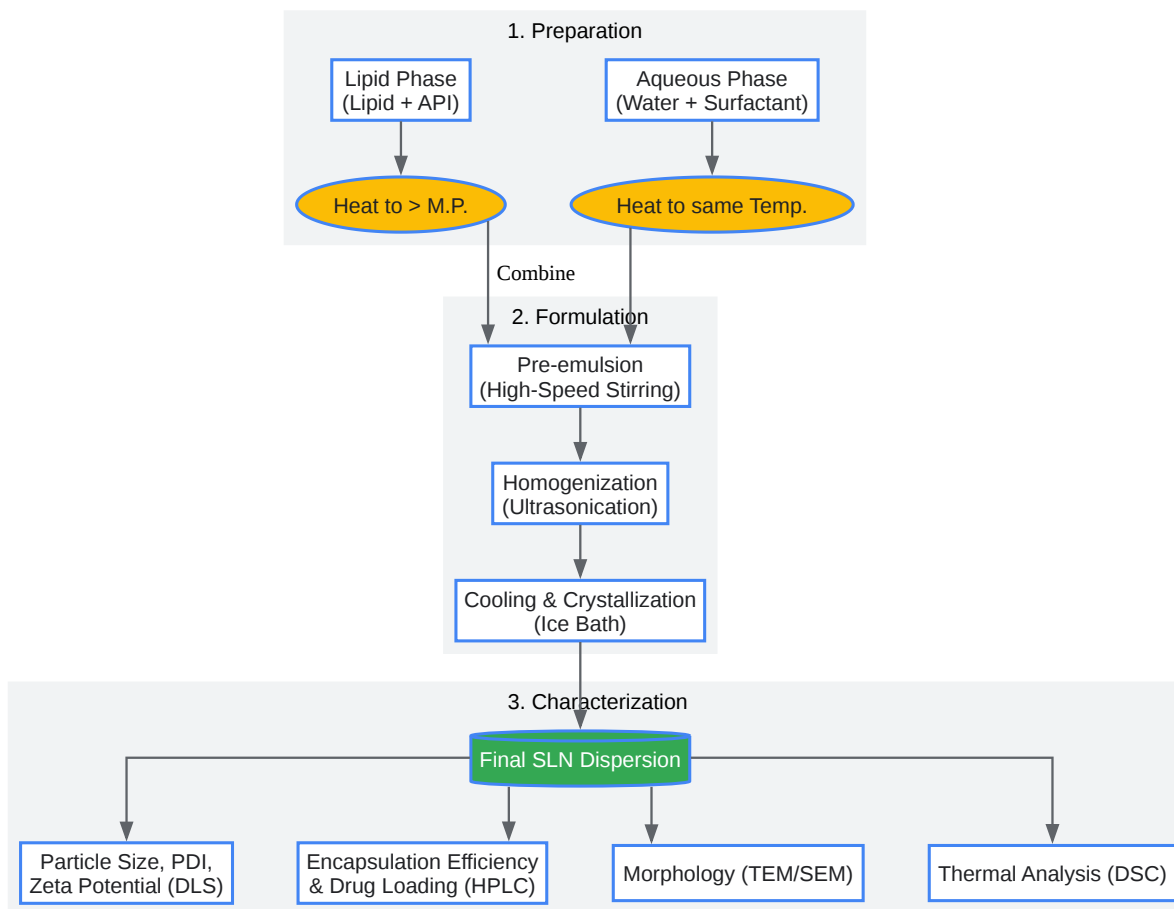 1. Preparation
Lipid Phase
(Lipid + API)
Aqueous Phase
(Water + Surfactant)
Heat to > M.P.
Heat to same Temp.
Combine
2. Formulation
Pre-emulsion
(High-Speed Stirring)
Homogenization
(Ultrasonication)
Cooling & Crystallization
(Ice Bath)
3. Characterization
Final SLN Dispersion
Particle Size, PDI,
Zeta Potential (DLS)
Encapsulation Efficiency
& Drug Loading (HPLC)
Morphology (TEM/SEM)
Thermal Analysis (DSC)